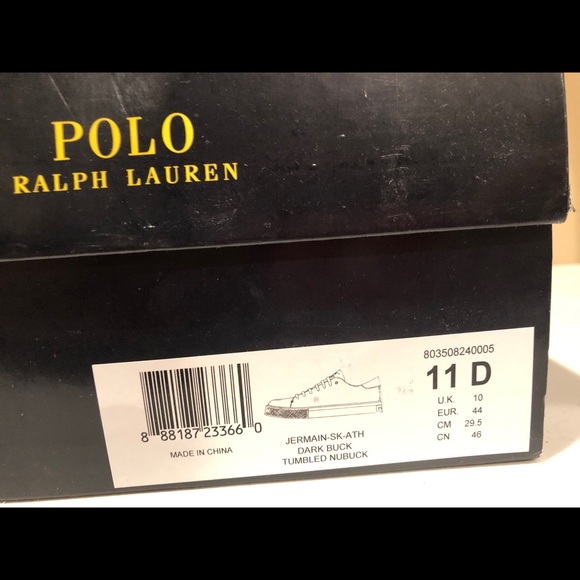 POLO
RALPH LAUREN
8 88187 23366 0
MADE IN CHINA
JERMAIN-SK-ATH
DARK BUCK
TUMBLED NUBUCK
803508240005
11 D
U.K. 10
EUR. 44
CM 29.5
CN 46